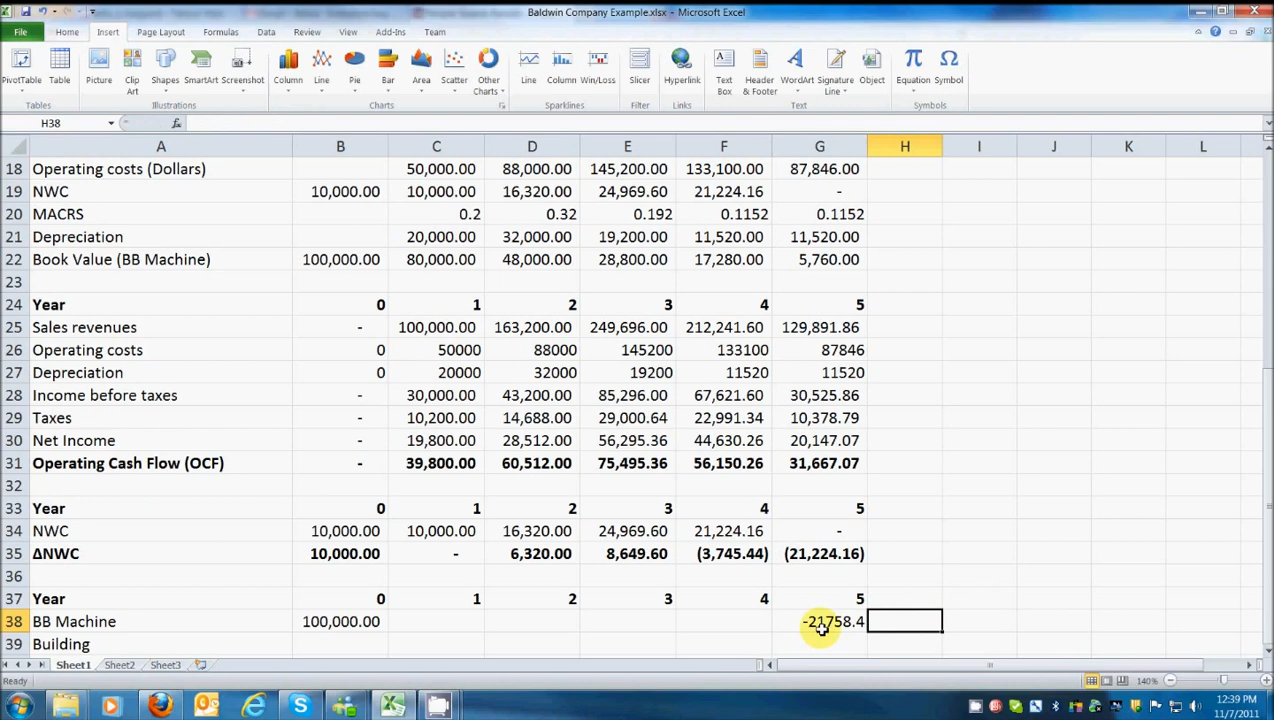 Baldwin Company Example.xlsx - Microsoft Excel
File Home Insert Page Layout Formulas Data Review View Add-Ins Team
PivotTable Table Picture Clip Art Shapes SmartArt Screenshot Column Line Pie Bar Area Scatter Other Charts Line Column Win/Loss Slicer Hyperlink Text Box Header & Footer WordArt Signature Line Object Equation Symbol
Tables Illustrations Charts Sparklines Filter Links Text Symbols
H38 fx
A B C D E F G H I J K L
18 Operating costs (Dollars) 50,000.00 88,000.00 145,200.00 133,100.00 87,846.00
19 NWC 10,000.00 10,000.00 16,320.00 24,969.60 21,224.16 -
20 MACRS 0.2 0.32 0.192 0.1152 0.1152
21 Depreciation 20,000.00 32,000.00 19,200.00 11,520.00 11,520.00
22 Book Value (BB Machine) 100,000.00 80,000.00 48,000.00 28,800.00 17,280.00 5,760.00
23
24 Year 0 1 2 3 4 5
25 Sales revenues - 100,000.00 163,200.00 249,696.00 212,241.60 129,891.86
26 Operating costs 0 50000 88000 145200 133100 87846
27 Depreciation 0 20000 32000 19200 11520 11520
28 Income before taxes - 30,000.00 43,200.00 85,296.00 67,621.60 30,525.86
29 Taxes - 10,200.00 14,688.00 29,000.64 22,991.34 10,378.79
30 Net Income - 19,800.00 28,512.00 56,295.36 44,630.26 20,147.07
31 Operating Cash Flow (OCF) - 39,800.00 60,512.00 75,495.36 56,150.26 31,667.07
32
33 Year 0 1 2 3 4 5
34 NWC 10,000.00 10,000.00 16,320.00 24,969.60 21,224.16 -
35 ΔNWC 10,000.00 - 6,320.00 8,649.60 (3,745.44) (21,224.16)
36
37 Year 0 1 2 3 4 5
38 BB Machine 100,000.00 -21758.4
39 Building
Sheet1 Sheet2 Sheet3
Ready 140%
12:39 PM
11/7/2011